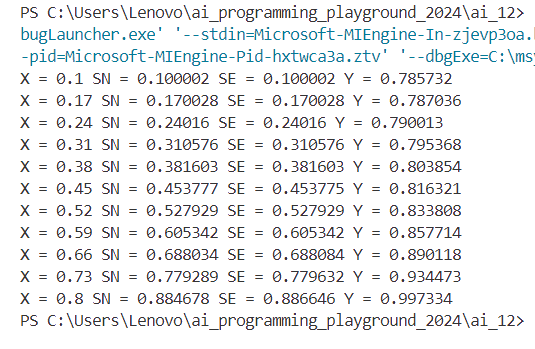 PS C:\Users\Lenovo\ai_programming_playground_2024\ai_12>
bugLauncher.exe' '--stdin=Microsoft-MIEngine-In-zjevp3oa.
-pid=Microsoft-MIEngine-Pid-hxtwca3a.ztv' '--dbgExe=C:\msy
X = 0.1 SN = 0.100002 SE = 0.100002 Y = 0.785732
X = 0.17 SN = 0.170028 SE = 0.170028 Y = 0.787036
X = 0.24 SN = 0.24016 SE = 0.24016 Y = 0.790013
X = 0.31 SN = 0.310576 SE = 0.310576 Y = 0.795368
X = 0.38 SN = 0.381603 SE = 0.381603 Y = 0.803854
X = 0.45 SN = 0.453777 SE = 0.453775 Y = 0.816321
X = 0.52 SN = 0.527929 SE = 0.527929 Y = 0.833808
X = 0.59 SN = 0.605342 SE = 0.605342 Y = 0.857714
X = 0.66 SN = 0.688034 SE = 0.688084 Y = 0.890118
X = 0.73 SN = 0.779289 SE = 0.779632 Y = 0.934473
X = 0.8 SN = 0.884678 SE = 0.886646 Y = 0.997334
PS C:\Users\Lenovo\ai_programming_playground_2024\ai_12>